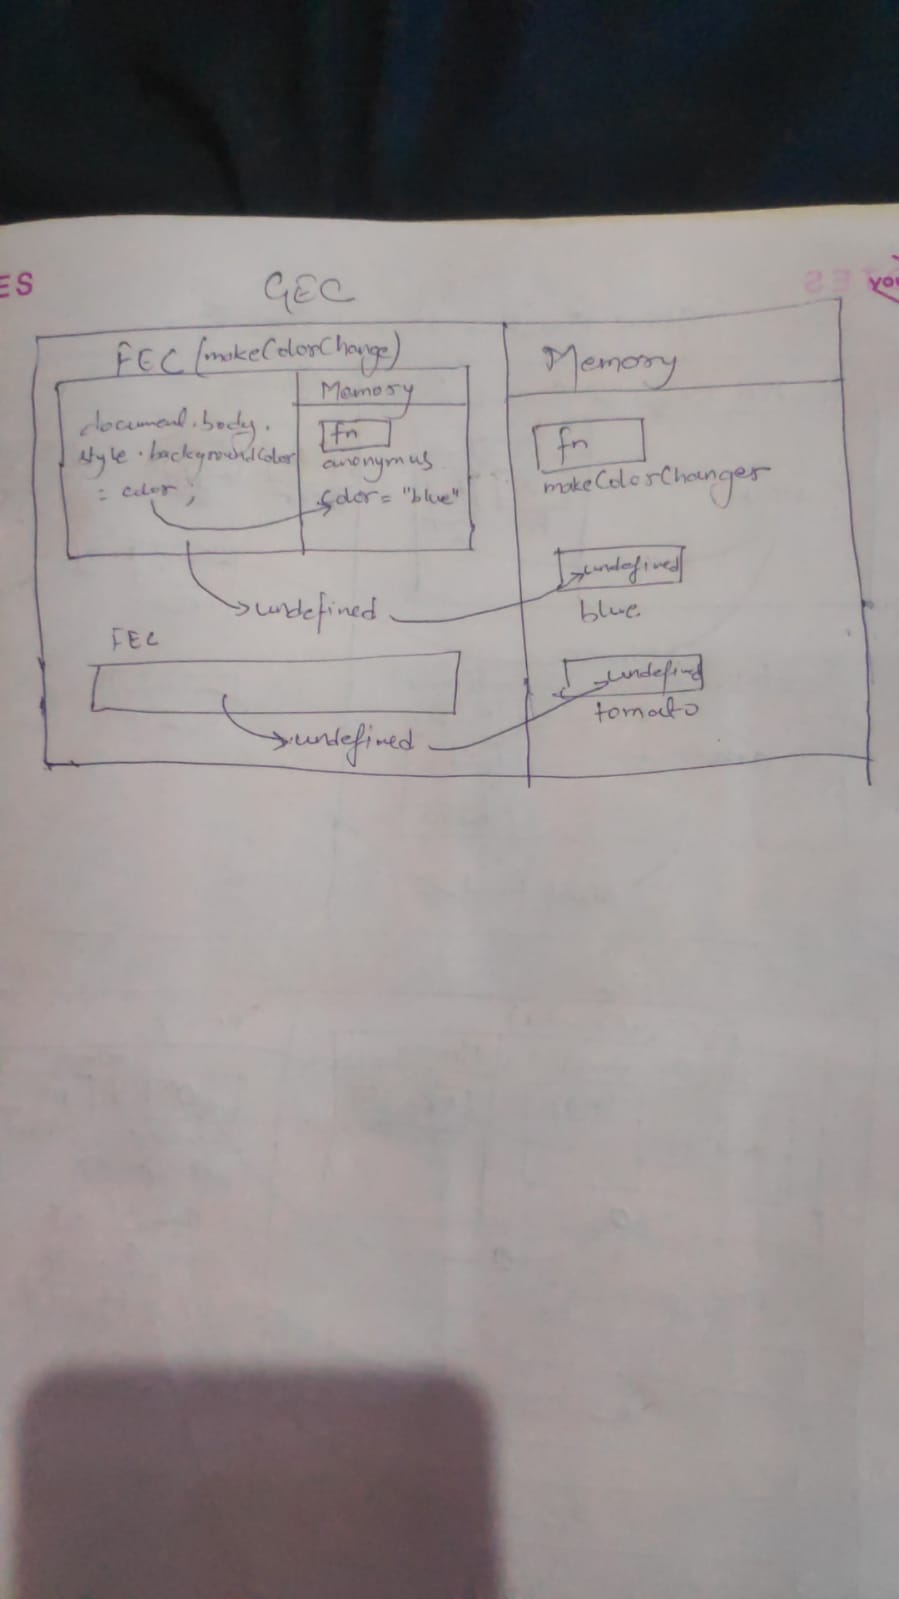 ES
GEC
FEC (makeColorChange)
Memory
document.body.
style.backgroundColor
= color;
Memory
fn
anonymus
color = "blue"
undefined
FEC
undefined
fn
makeColorChanger
undefined
blue
undefined
tomato
YOU